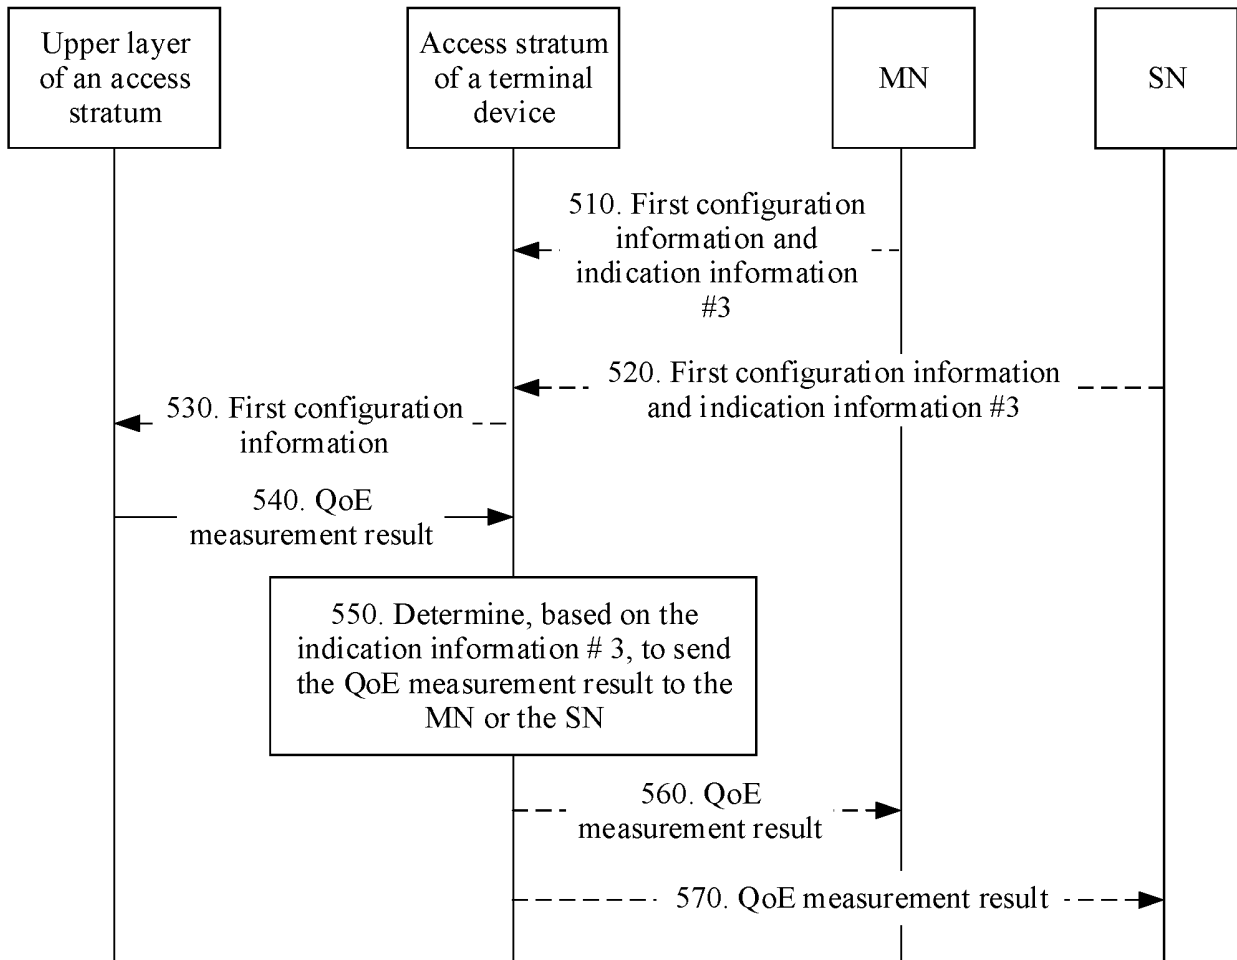 Upper layer
of an access
stratum
Access stratum
of a terminal
device
MN
SN
510. First configuration
information and
indication information
#3
520. First configuration information
and indication information #3
530. First configuration
information
540. QoE
measurement result
550. Determine, based on the
indication information # 3, to send
the QoE measurement result to the
MN or the SN
560. QoE
measurement result
570. QoE measurement result